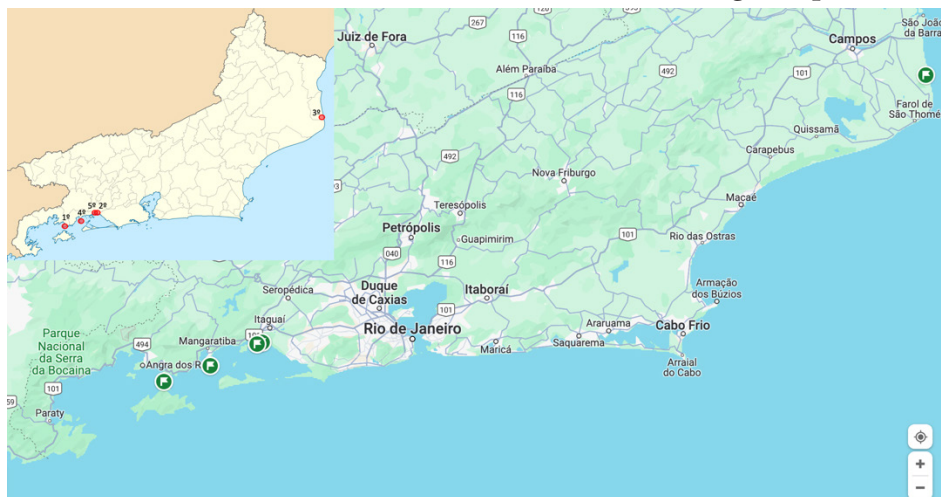 267
116
Juiz de Fora
São João
da Barra
Campos
Além Paraíba
492
101
116
Farol de
São Thomé
Quissamã
3º
Carapebus
492
Nova Friburgo
5º 2º
1º
4º
Teresópolis
Macaé
Petrópolis
Guapimirim
101
Rio das Ostras
040
116
Seropédica
Duque
de Caxias
Itaboraí
Armação
dos Búzios
101
Itaguaí
Rio de Janeiro
Araruama
Cabo Frio
Parque
Nacional
da Serra
da Bocaina
494
Mangaratiba
Maricá
Saquarema
Angra dos R
Arraial
do Cabo
101
59
Paraty
+
−